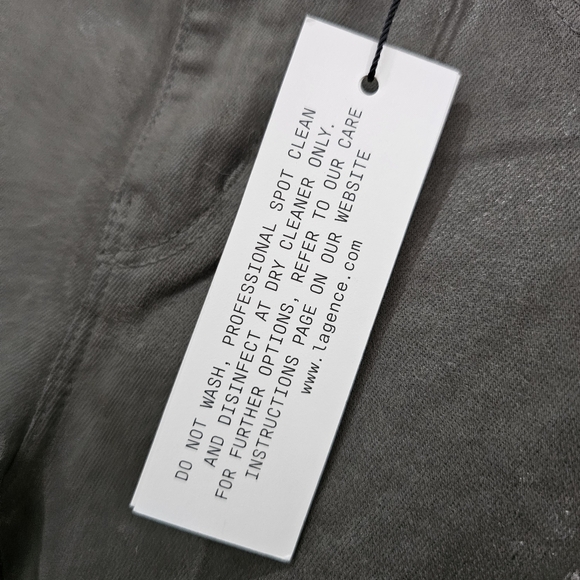 DO NOT WASH, PROFESSIONAL SPOT CLEAN
AND DISINFECT AT DRY CLEANER ONLY.
FOR FURTHER OPTIONS, REFER TO OUR CARE
INSTRUCTIONS PAGE ON OUR WEBSITE
www.lagence.com